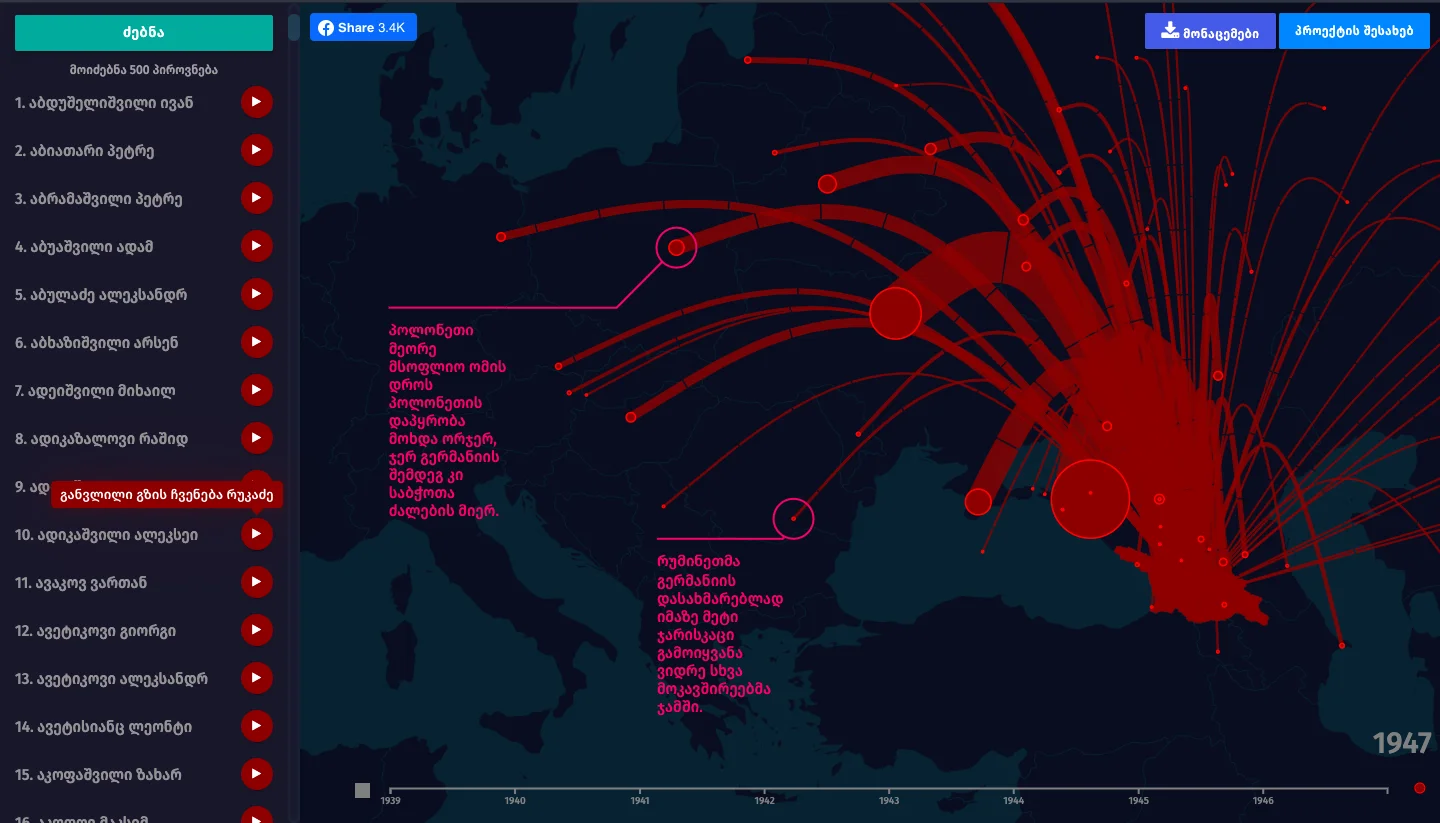 ძებნა
მოიძებნა 500 პიროვნება
1. აბდუშელიშვილი ივან
2. აბიათარი პეტრე
3. აბრამაშვილი პეტრე
4. აბუაშვილი ადამ
5. აბულაძე ალექსანდრ
6. აბხაზიშვილი არსენ
7. ადეიშვილი მიხაილ
8. ადიკაზალოვი რაშიდ
9. ად
განვლილი გზის ჩვენება რუკაძე
10. ადიკაშვილი ალექსეი
11. ავაკოვ ვართან
12. ავეტიკოვი გიორგი
13. ავეტიკოვი ალექსანდრ
14. ავეტისიანც ლეონტი
15. აკოფაშვილი ზახარ
Share 3.4K
მონაცემები
პროექტის შესახებ
პოლონეთი
მეორე
მსოფლიო ომის
დროს
პოლონეთის
დაპყრობა
მოხდა ორჯერ,
ჯერ გერმანიის
შემდეგ კი
საბჭოთა
ძალების მიერ.
რუმინეთმა
გერმანიის
დასახმარებლად
იმაზე მეტი
ჯარისკაცი
გამოიყვანა
ვიდრე სხვა
მოკავშირეებმა
ჯამში.
1947
1939 1940 1941 1942 1943 1944 1945 1946